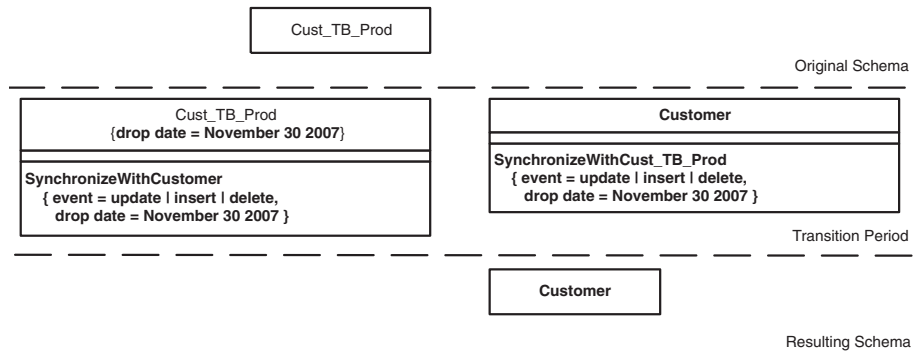 Cust_TB_Prod
Original Schema
Cust_TB_Prod
{drop date = November 30 2007}
SynchronizeWithCustomer
{ event = update | insert | delete,
drop date = November 30 2007 }
Customer
SynchronizeWithCust_TB_Prod
{ event = update | insert | delete,
drop date = November 30 2007 }
Transition Period
Customer
Resulting Schema